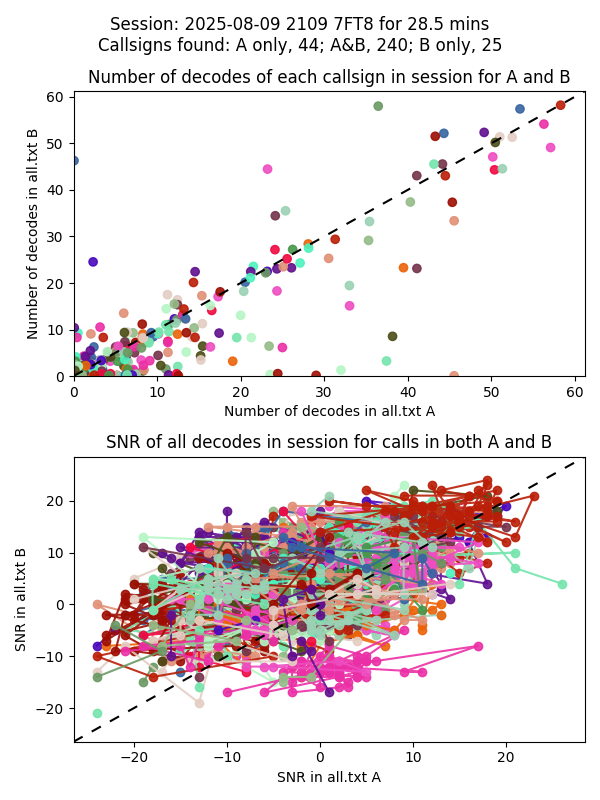 Session: 2025-08-09 2109 7FT8 for 28.5 mins
Callsigns found: A only, 44; A&B, 240; B only, 25
Number of decodes of each callsign in session for A and B
Number of decodes in all.txt B
60
50
40
30
20
10
0
0 10 20 30 40 50 60
Number of decodes in all.txt A
SNR of all decodes in session for calls in both A and B
SNR in all.txt B
20
10
0
−10
−20
−20 −10 0 10 20
SNR in all.txt A